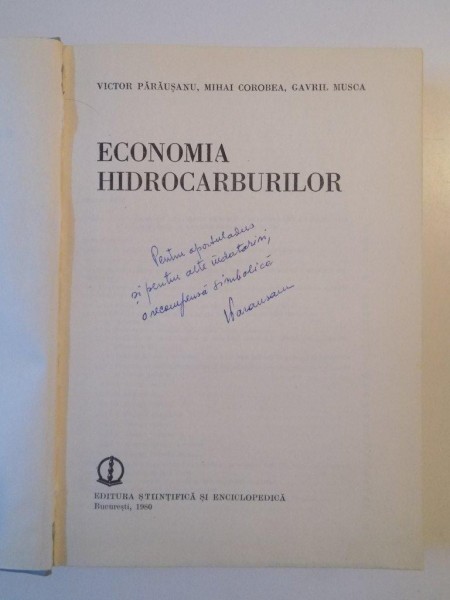 VICTOR PĂRĂUȘANU, MIHAI COROBEA, GAVRIL MUSCA
ECONOMIA
HIDROCARBURILOR
Pentru apostuladus
și pentru alte îndatoriri,
o recompensă simbolică
Părăușanu
EDITURA ȘTIINȚIFICĂ ȘI ENCICLOPEDICĂ
București, 1980